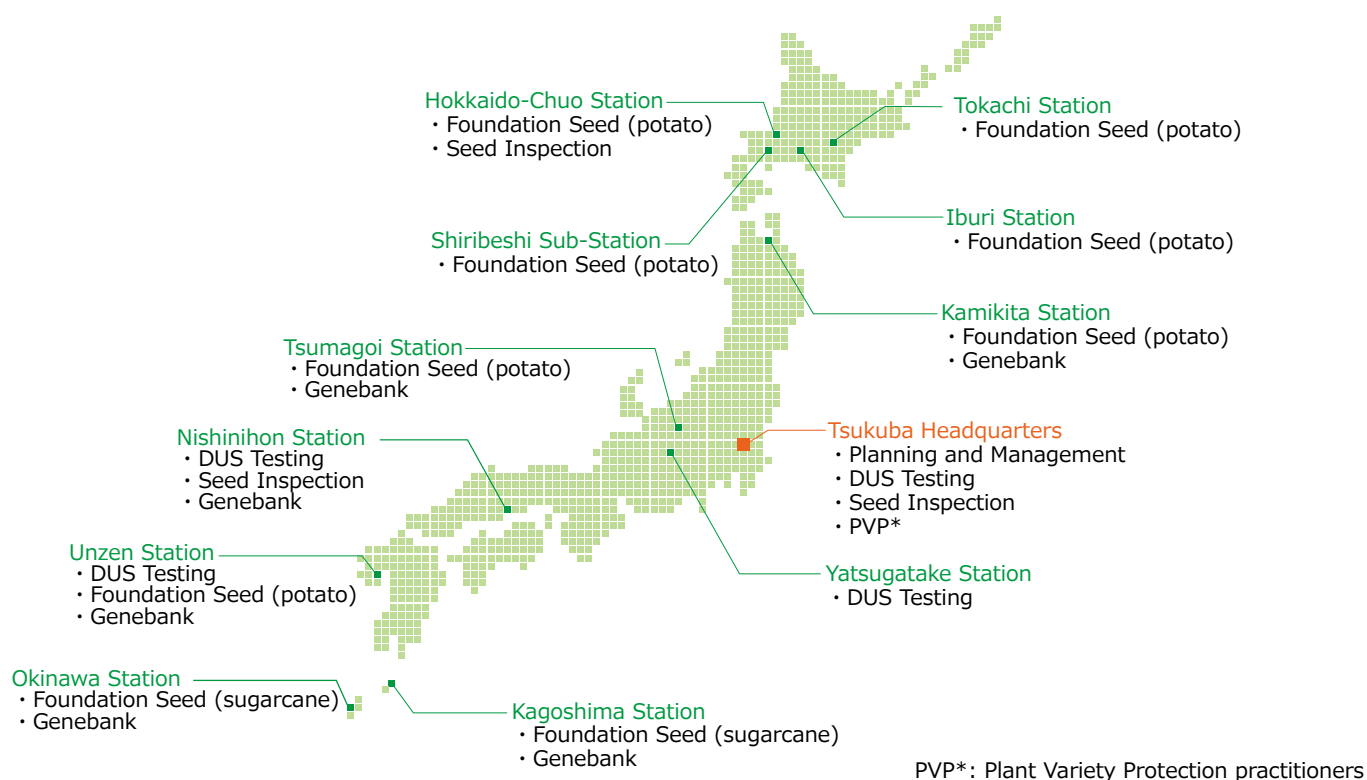 Hokkaido-Chuo Station
・Foundation Seed (potato)
・Seed Inspection
Tokachi Station
・Foundation Seed (potato)
Iburi Station
・Foundation Seed (potato)
Shiribeshi Sub-Station
・Foundation Seed (potato)
Kamikita Station
・Foundation Seed (potato)
・Genebank
Tsumagoi Station
・Foundation Seed (potato)
・Genebank
Tsukuba Headquarters
・Planning and Management
・DUS Testing
・Seed Inspection
・PVP*
Nishinihon Station
・DUS Testing
・Seed Inspection
・Genebank
Unzen Station
・DUS Testing
・Foundation Seed (potato)
・Genebank
Yatsugatake Station
・DUS Testing
Okinawa Station
・Foundation Seed (sugarcane)
・Genebank
Kagoshima Station
・Foundation Seed (sugarcane)
・Genebank
PVP*: Plant Variety Protection practitioners